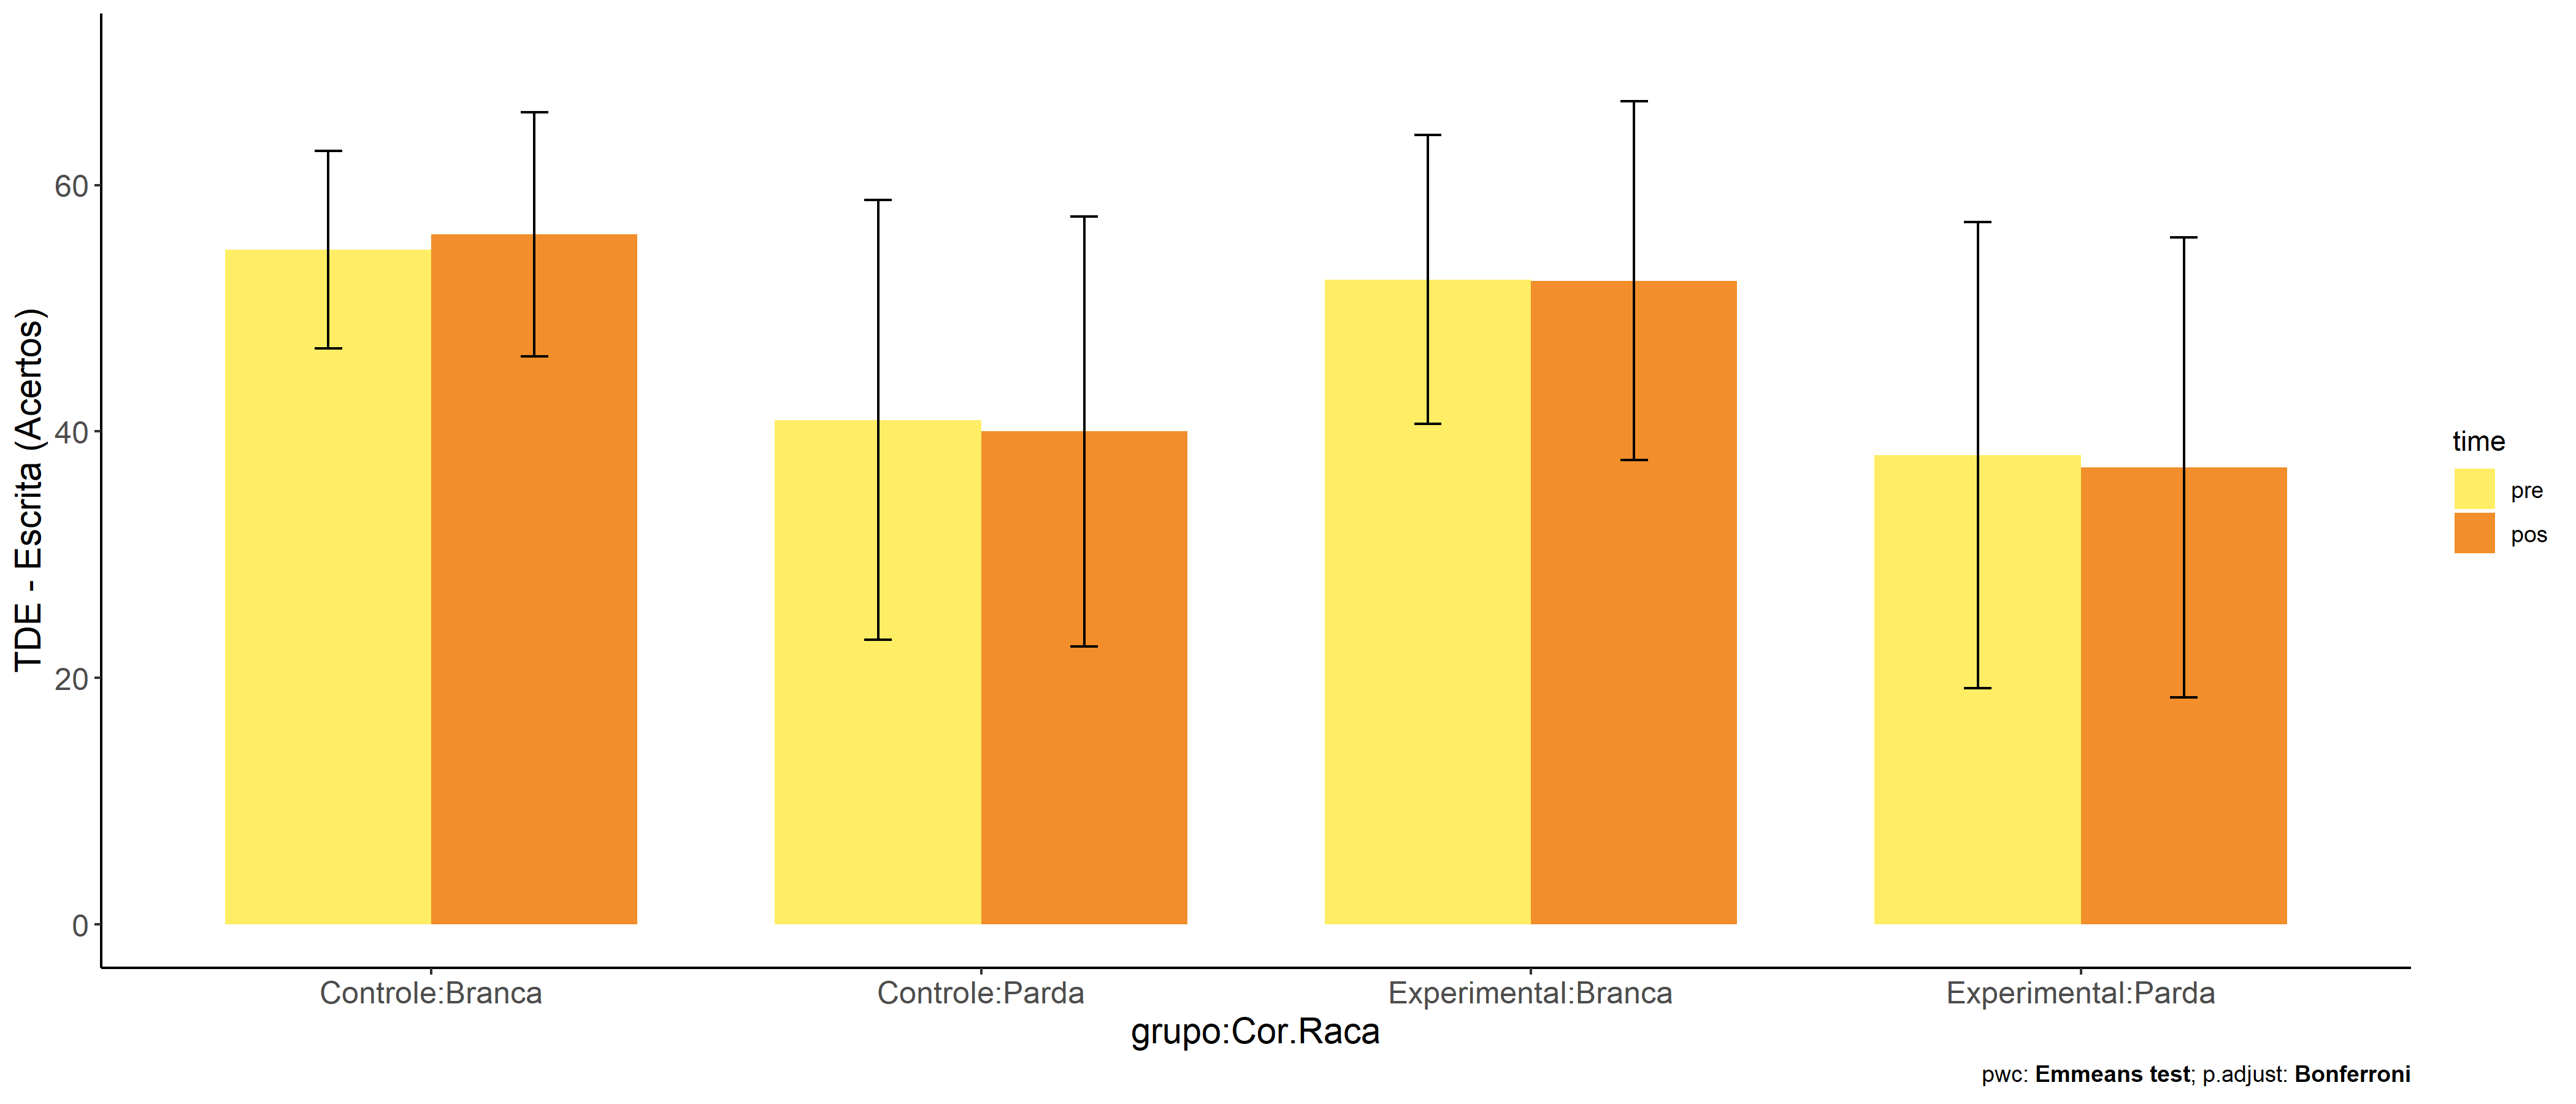 TDE - Escrita (Acertos)
60
40
20
0
Controle:Branca
Controle:Parda
Experimental:Branca
Experimental:Parda
grupo:Cor.Raca
time
pre
pos
pwc: Emmeans test; p.adjust: Bonferroni